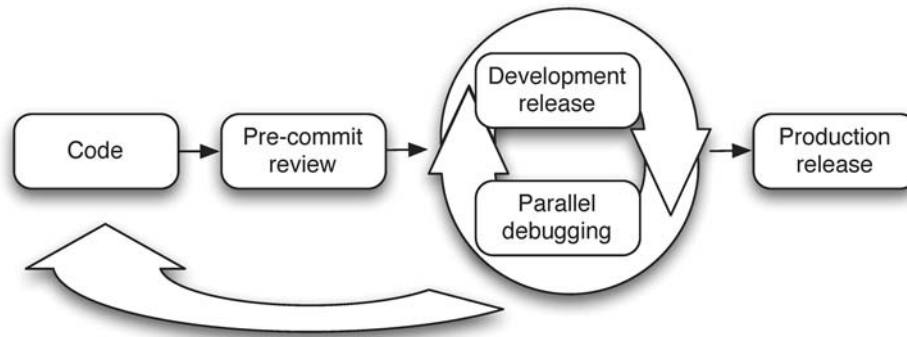 Code
Pre-commit
review
Development
release
Parallel
debugging
Production
release